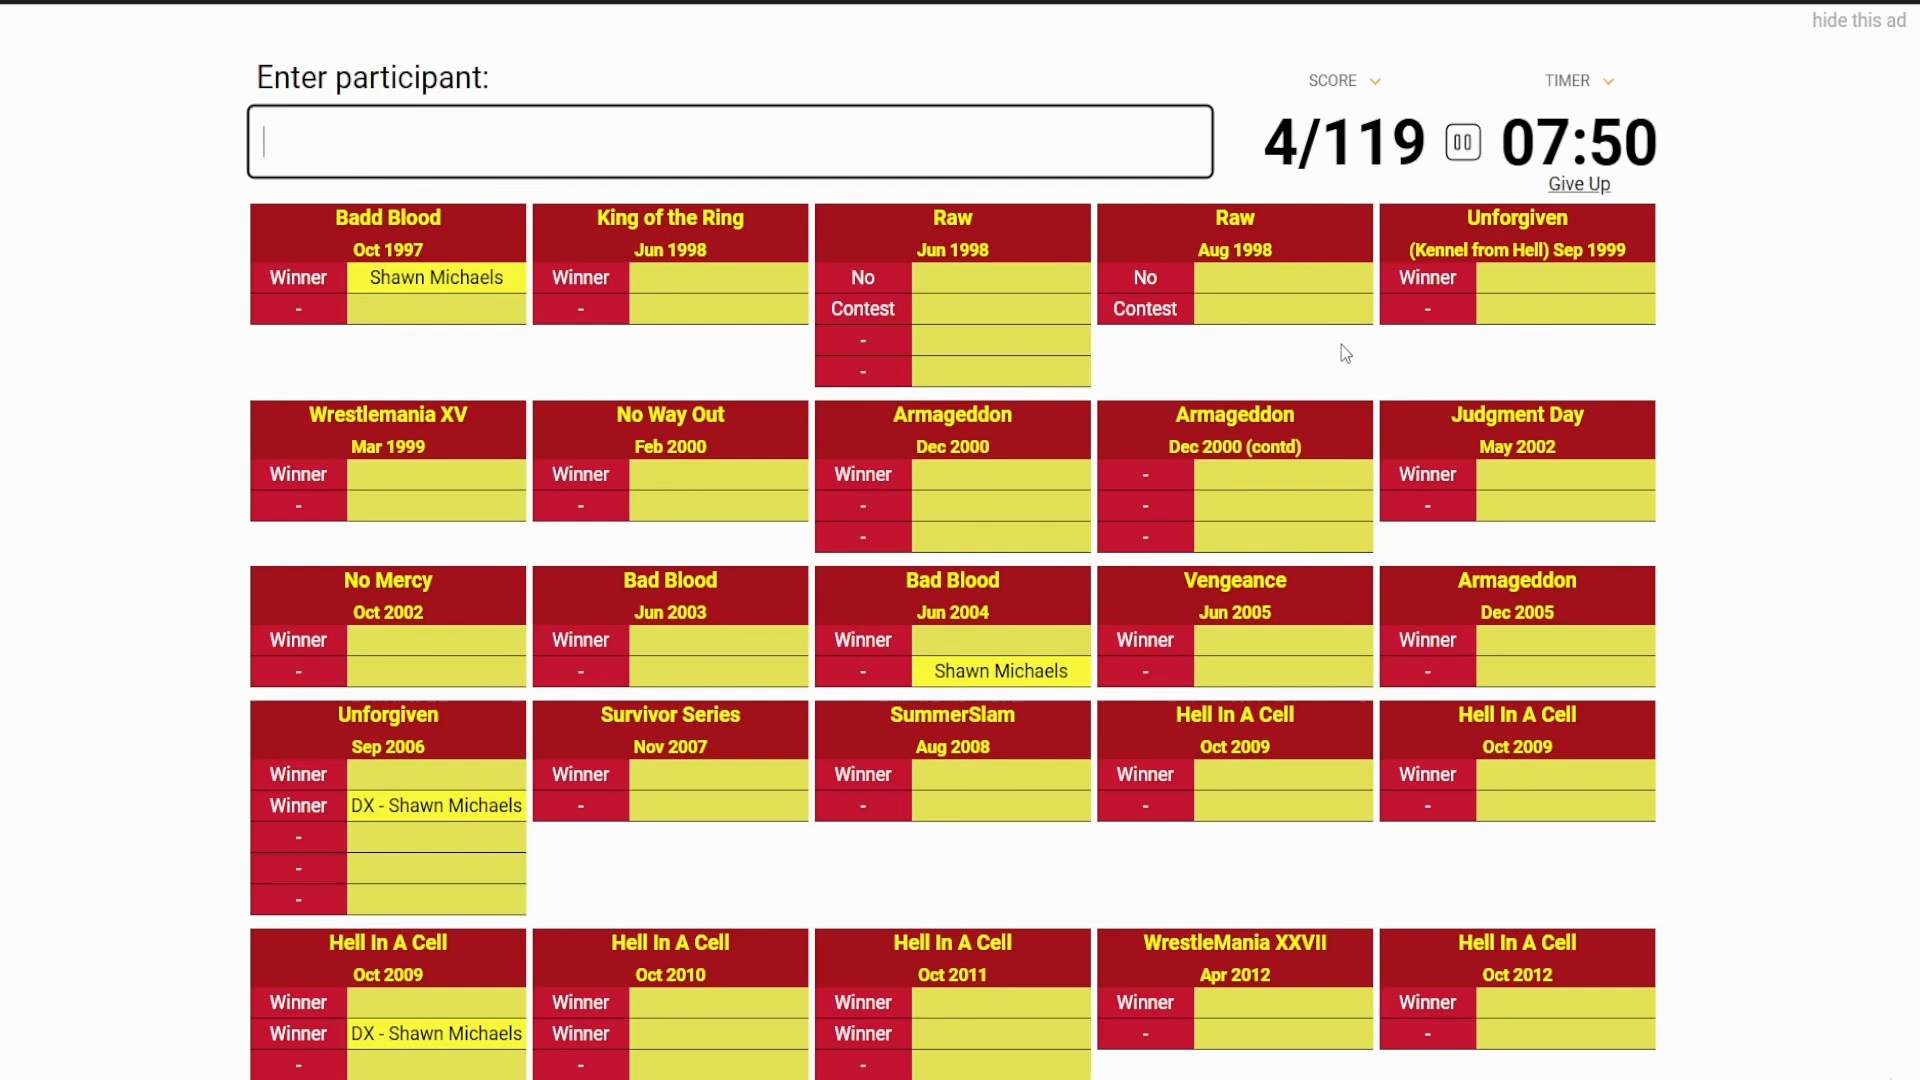 hide this ad
Enter participant:
SCORE
TIMER
4/119
07:50
Give Up
Badd Blood
Oct 1997
Winner
Shawn Michaels
-
King of the Ring
Jun 1998
Winner
-
Raw
Jun 1998
No
Contest
-
-
Raw
Aug 1998
No
Contest
Unforgiven
(Kennel from Hell) Sep 1999
Winner
-
Wrestlemania XV
Mar 1999
Winner
-
No Way Out
Feb 2000
Winner
-
Armageddon
Dec 2000
Winner
-
-
Armageddon
Dec 2000 (contd)
-
-
-
Judgment Day
May 2002
Winner
-
No Mercy
Oct 2002
Winner
-
Bad Blood
Jun 2003
Winner
-
Bad Blood
Jun 2004
Winner
-
Shawn Michaels
Vengeance
Jun 2005
Winner
-
Armageddon
Dec 2005
Winner
-
Unforgiven
Sep 2006
Winner
Winner
DX - Shawn Michaels
-
-
-
Survivor Series
Nov 2007
Winner
-
SummerSlam
Aug 2008
Winner
-
Hell In A Cell
Oct 2009
Winner
-
Hell In A Cell
Oct 2009
Winner
-
Hell In A Cell
Oct 2009
Winner
Winner
DX - Shawn Michaels
-
Hell In A Cell
Oct 2010
Winner
Winner
-
Hell In A Cell
Oct 2011
Winner
Winner
-
WrestleMania XXVII
Apr 2012
Winner
-
Hell In A Cell
Oct 2012
Winner
-